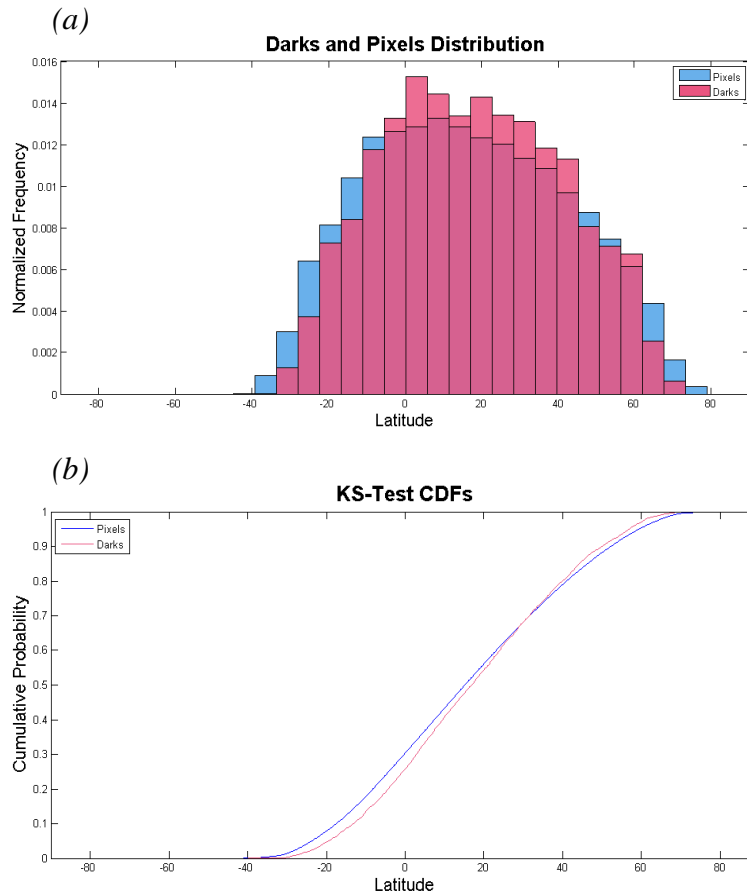 (a)
Darks and Pixels Distribution
0.016
0.014
0.012
0.01
0.008
0.006
0.004
0.002
0
Normalized Frequency
Pixels
Darks
-80 -60 -40 -20 0 20 40 60 80
Latitude
(b)
KS-Test CDFs
1
0.9
0.8
0.7
0.6
0.5
0.4
0.3
0.2
0.1
0
Cumulative Probability
Pixels
Darks
-80 -60 -40 -20 0 20 40 60 80
Latitude